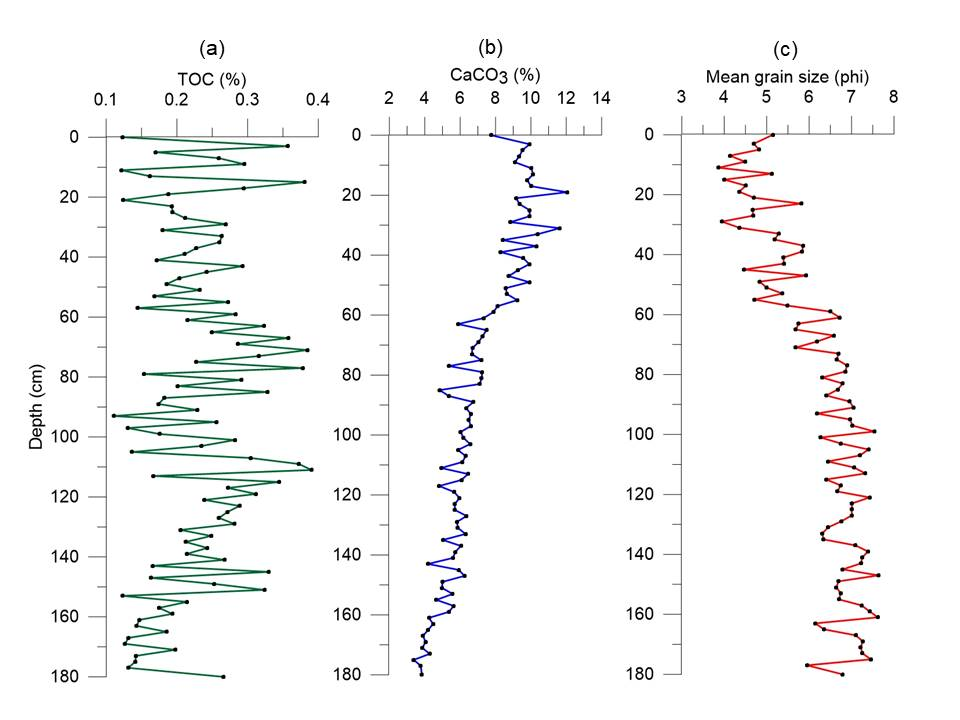 (a) (b) (c)
TOC (%) CaCO3 (%) Mean grain size (phi)
0.1 0.2 0.3 0.4 2 4 6 8 10 12 14 3 4 5 6 7 8
0 0 0
20 20 20
40 40 40
60 60 60
80 80 80
Depth (cm)
100 100 100
120 120 120
140 140 140
160 160 160
180 180 180